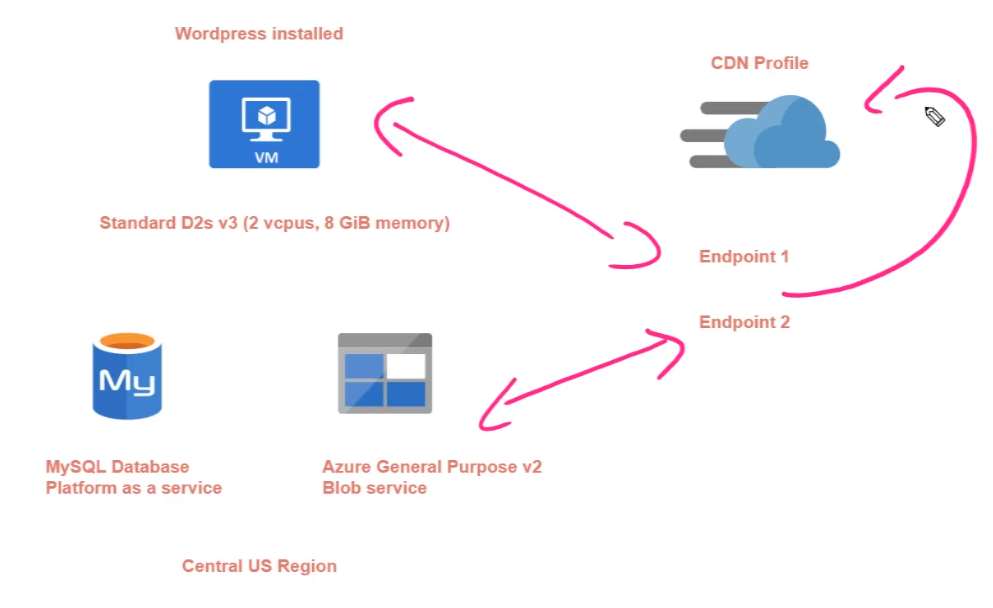 Wordpress installed
CDN Profile
VM
Standard D2s v3 (2 vcpus, 8 GiB memory)
Endpoint 1
Endpoint 2
My
MySQL Database
Platform as a service
Azure General Purpose v2
Blob service
Central US Region